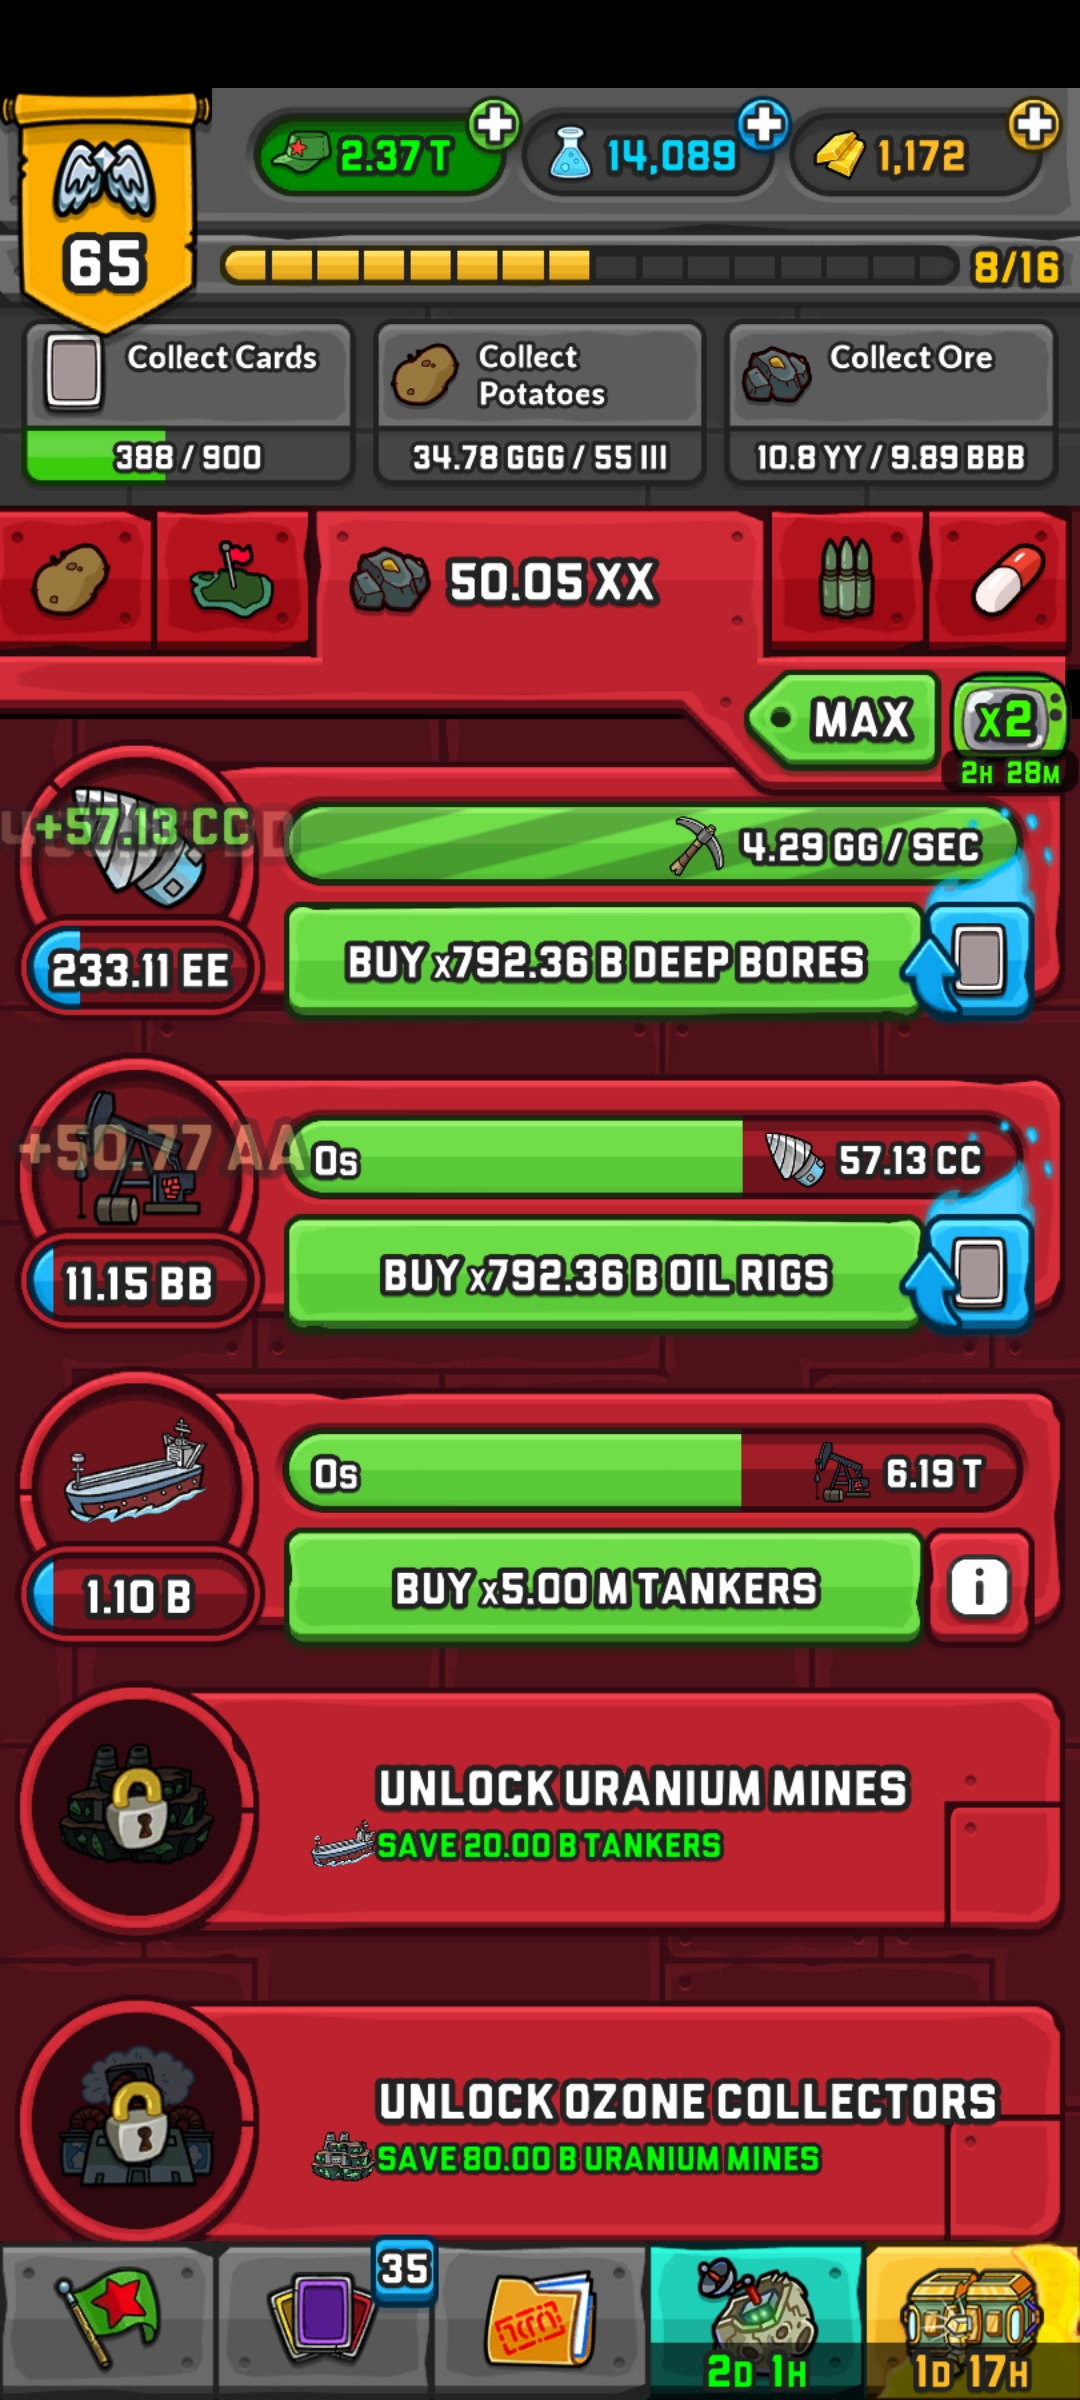 2.37 T
14,089
1,172
65
8/16
Collect Cards
388 / 900
Collect
Potatoes
34.78 GGG / 55 III
Collect Ore
10.8 YY / 9.89 BBB
50.05 XX
MAX
x2
2H 28M
+57.13 CC
4.29 GG / SEC
233.11 EE
BUY x792.36 B DEEP BORES
+50.77 AA
0s
57.13 CC
11.15 BB
BUY x792.36 B OIL RIGS
0s
6.19 T
1.10 B
BUY x5.00 M TANKERS
i
UNLOCK URANIUM MINES
SAVE 20.00 B TANKERS
UNLOCK OZONE COLLECTORS
SAVE 80.00 B URANIUM MINES
35
2D 1H
1D 17H